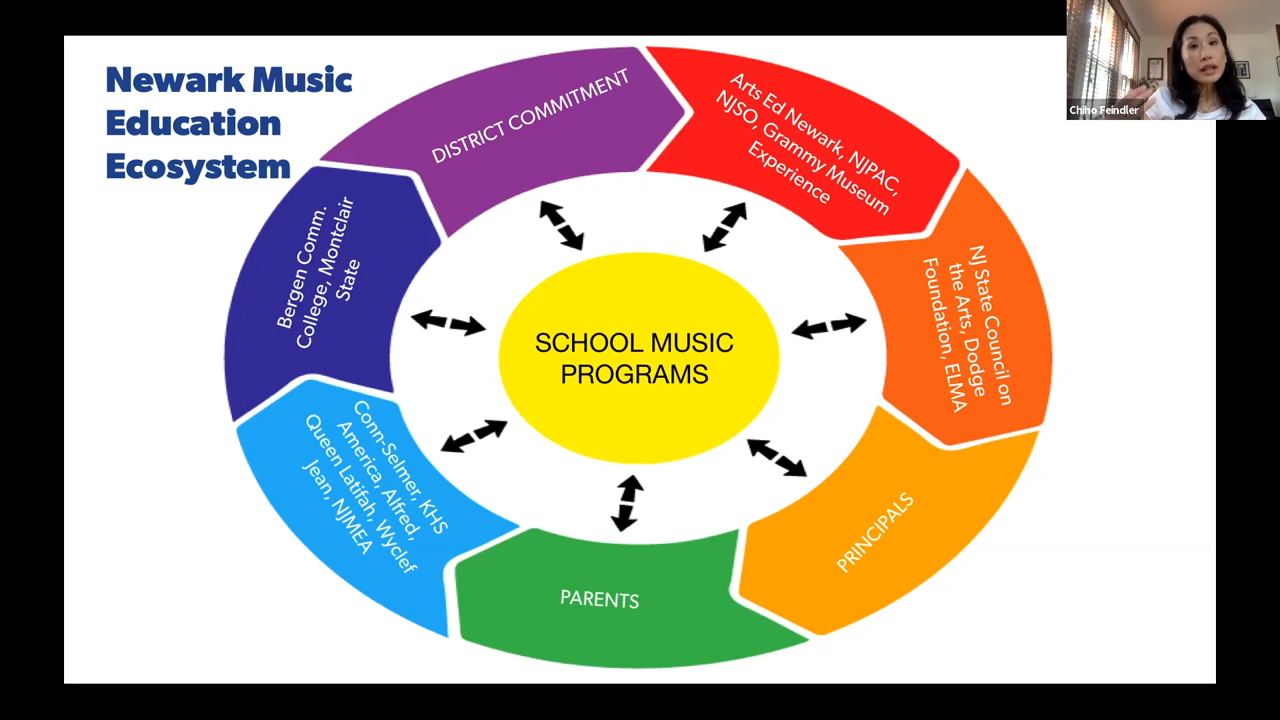 Newark Music
Education
Ecosystem
DISTRICT COMMITMENT
Arts Ed Newark, NJPAC,
NJSO, Grammy Museum
Experience
NJ State Council on
the Arts, Dodge
Foundation, ELMA
PRINCIPALS
PARENTS
Conn-Selmer, KHS
America, Alfred,
Queen Latifah, Wyclef
Jean, NJMEA
Bergen Comm.
College, Montclair
State
SCHOOL MUSIC
PROGRAMS
Chiho Feindler